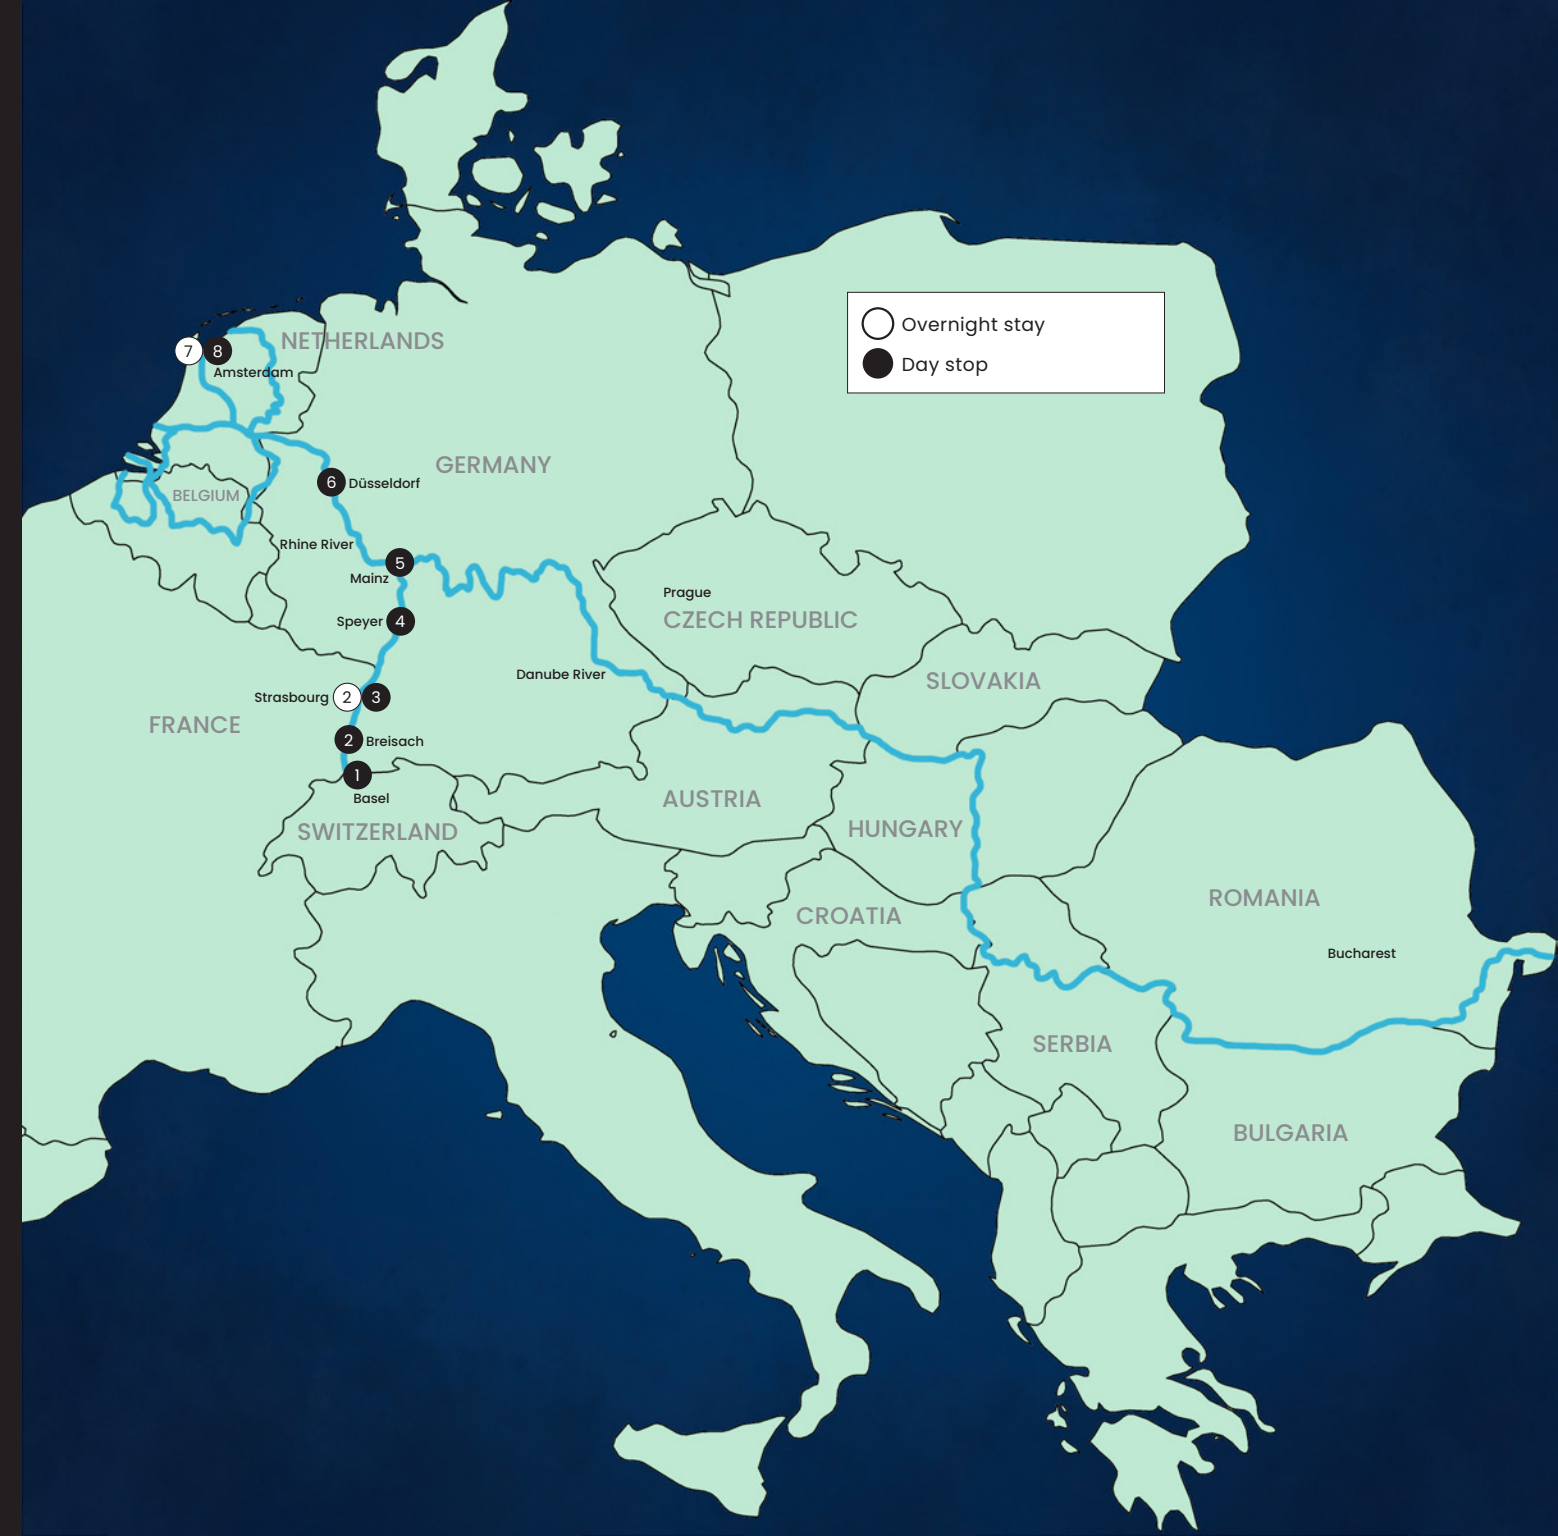 Overnight stay
Day stop
NETHERLANDS
7 8
Amsterdam
GERMANY
6 Düsseldorf
BELGIUM
Rhine River
5
Mainz
Prague
CZECH REPUBLIC
Speyer 4
Danube River
SLOVAKIA
Strasbourg 2 3
FRANCE
2 Breisach
1
Basel
AUSTRIA
SWITZERLAND
HUNGARY
ROMANIA
CROATIA
Bucharest
SERBIA
BULGARIA